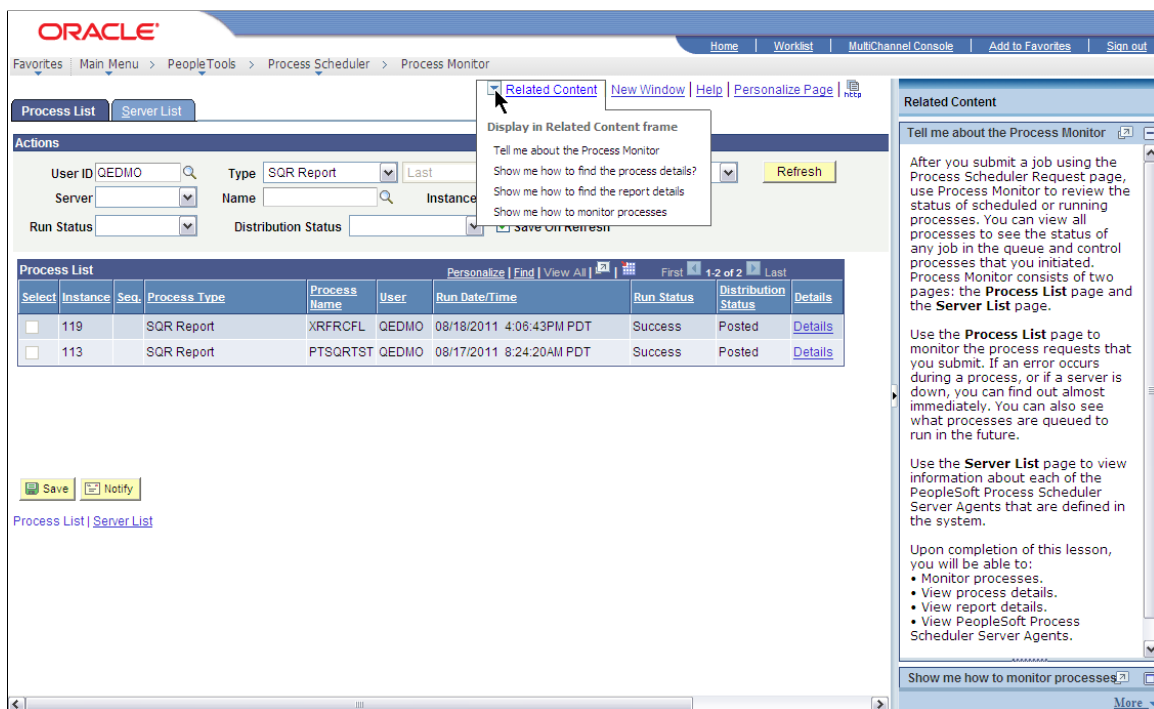 ORACLE
Home | Worklist | MultiChannel Console | Add to Favorites | Sign out
Favorites Main Menu > PeopleTools > Process Scheduler > Process Monitor
Related Content New Window | Help | Personalize Page | http
Process List Server List
Display in Related Content frame
Tell me about the Process Monitor
Show me how to find the process details?
Show me how to find the report details
Show me how to monitor processes
Actions
User ID QEDMO Type SQR Report Last Refresh
Server Name Instance
Run Status Distribution Status Save On Refresh
Process List Personalize | Find | View All | First 1-2 of 2 Last
Select Instance Seq. Process Type Process Name User Run Date/Time Run Status Distribution Status Details
119 SQR Report XRFRCFL QEDMO 08/18/2011 4:06:43PM PDT Success Posted Details
113 SQR Report PTSQRTST QEDMO 08/17/2011 8:24:20AM PDT Success Posted Details
Save Notify
Process List | Server List
Related Content
Tell me about the Process Monitor
After you submit a job using the
Process Scheduler Request page,
use Process Monitor to review the
status of scheduled or running
processes. You can view all
processes to see the status of
any job in the queue and control
processes that you initiated.
Process Monitor consists of two
pages: the Process List page and
the Server List page.
Use the Process List page to
monitor the process requests that
you submit. If an error occurs
during a process, or if a server is
down, you can find out almost
immediately. You can also see
what processes are queued to
run in the future.
Use the Server List page to view
information about each of the
PeopleSoft Process Scheduler
Server Agents that are defined in
the system.
Upon completion of this lesson,
you will be able to:
• Monitor processes.
• View process details.
• View report details.
• View PeopleSoft Process
Scheduler Server Agents.
Show me how to monitor processes
More